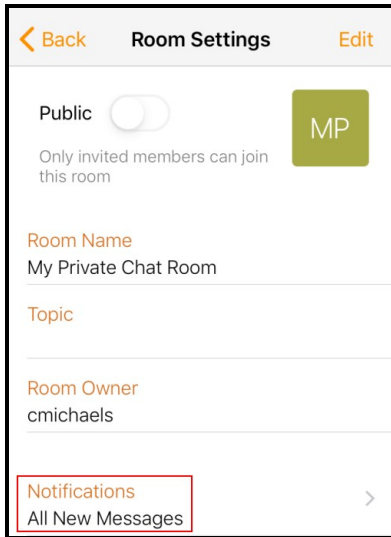 Back Room Settings Edit
Public
MP
Only invited members can join
this room
Room Name
My Private Chat Room
Topic
Room Owner
cmichaels
Notifications
All New Messages